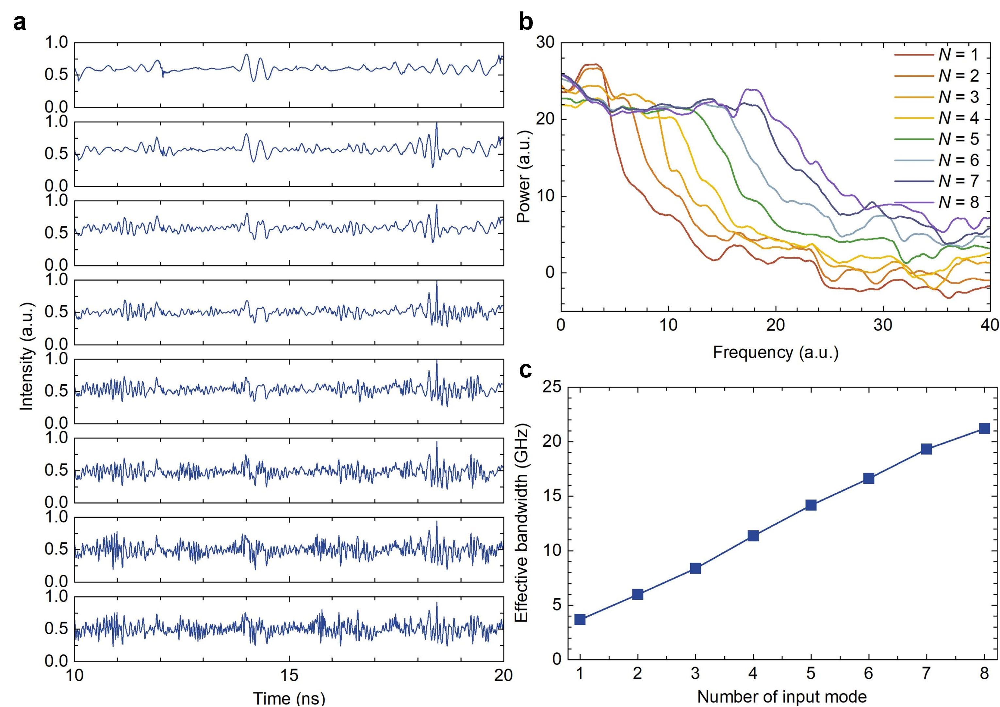 a
1.0
0.5
0.0
1.0
0.5
0.0
1.0
0.5
0.0
1.0
0.5
0.0
1.0
0.5
0.0
1.0
0.5
0.0
1.0
0.5
0.0
1.0
0.5
0.0
Intensity (a.u.)
10 15 20
Time (ns)
b
30
20
10
0
Power (a.u.)
N = 1
N = 2
N = 3
N = 4
N = 5
N = 6
N = 7
N = 8
0 10 20 30 40
Frequency (a.u.)
c
25
20
15
10
5
0
Effective bandwidth (GHz)
1 2 3 4 5 6 7 8
Number of input mode